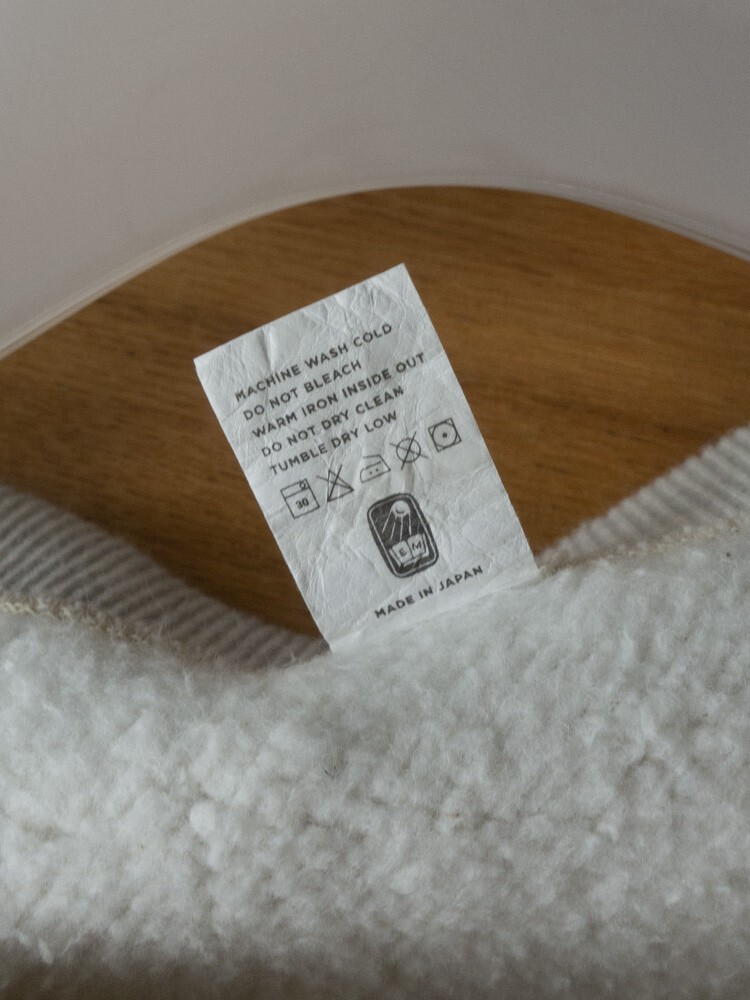 MACHINE WASH COLD
DO NOT BLEACH
WARM IRON INSIDE OUT
DO NOT DRY CLEAN
TUMBLE DRY LOW
30
E M
MADE IN JAPAN